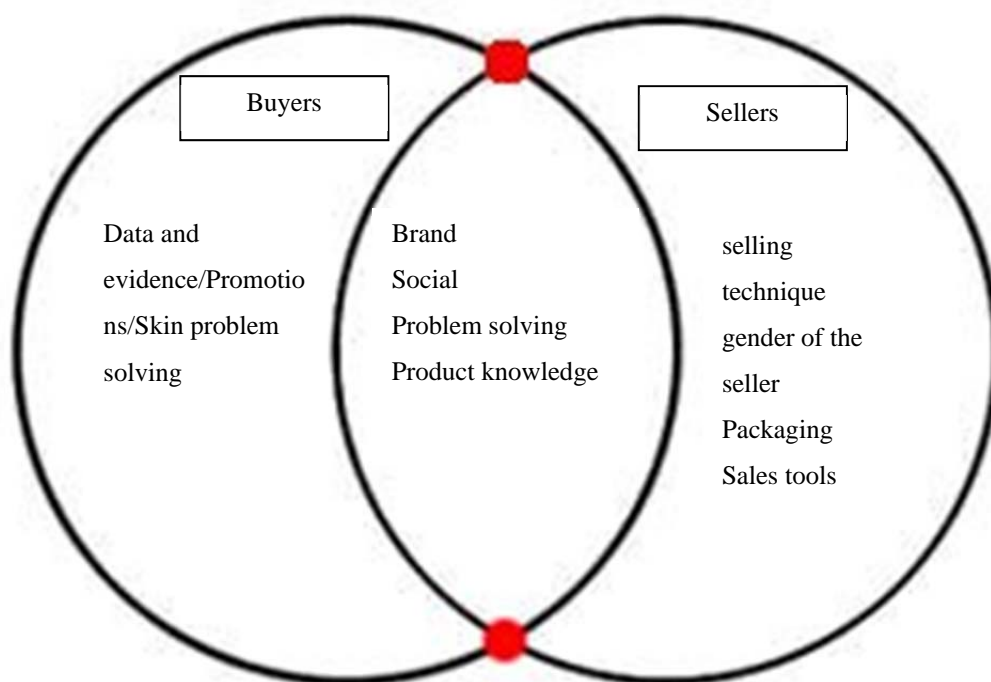 Buyers
Sellers
Data and
evidence/Promotio
ns/Skin problem
solving
Brand
Social
Problem solving
Product knowledge
selling
technique
gender of the
seller
Packaging
Sales tools